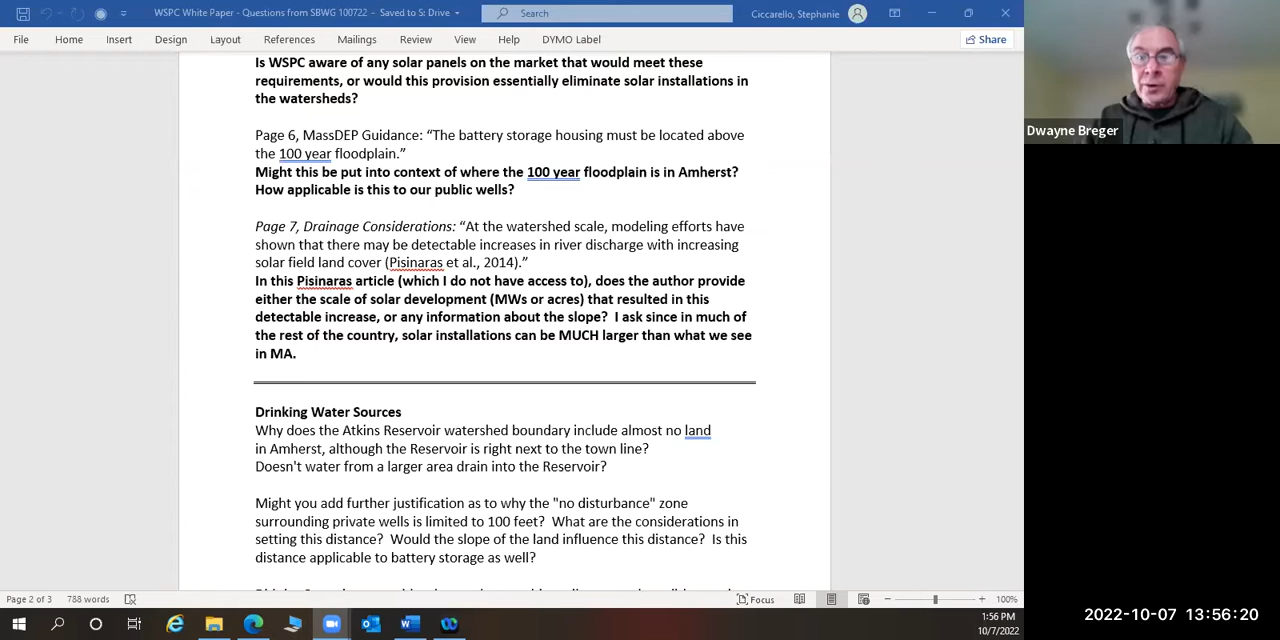 WSPC White Paper - Questions from SBWG 100722 - Saved to S: Drive
Search
Ciccarello, Stephanie
File Home Insert Design Layout References Mailings Review View Help DYMO Label
Share
Is WSPC aware of any solar panels on the market that would meet these
requirements, or would this provision essentially eliminate solar installations in
the watersheds?
Page 6, MassDEP Guidance: “The battery storage housing must be located above
the 100 year floodplain.”
Might this be put into context of where the 100 year floodplain is in Amherst?
How applicable is this to our public wells?
Page 7, Drainage Considerations: “At the watershed scale, modeling efforts have
shown that there may be detectable increases in river discharge with increasing
solar field land cover (Pisinaras et al., 2014).”
In this Pisinaras article (which I do not have access to), does the author provide
either the scale of solar development (MWs or acres) that resulted in this
detectable increase, or any information about the slope?  I ask since in much of
the rest of the country, solar installations can be MUCH larger than what we see
in MA.
Drinking Water Sources
Why does the Atkins Reservoir watershed boundary include almost no land
in Amherst, although the Reservoir is right next to the town line?
Doesn't water from a larger area drain into the Reservoir?
Might you add further justification as to why the "no disturbance" zone
surrounding private wells is limited to 100 feet?  What are the considerations in
setting this distance?  Would the slope of the land influence this distance?  Is this
distance applicable to battery storage as well?
Page 2 of 3
788 words
Focus
100%
1:56 PM
10/7/2022
Dwayne Breger
2022-10-07 13:56:20